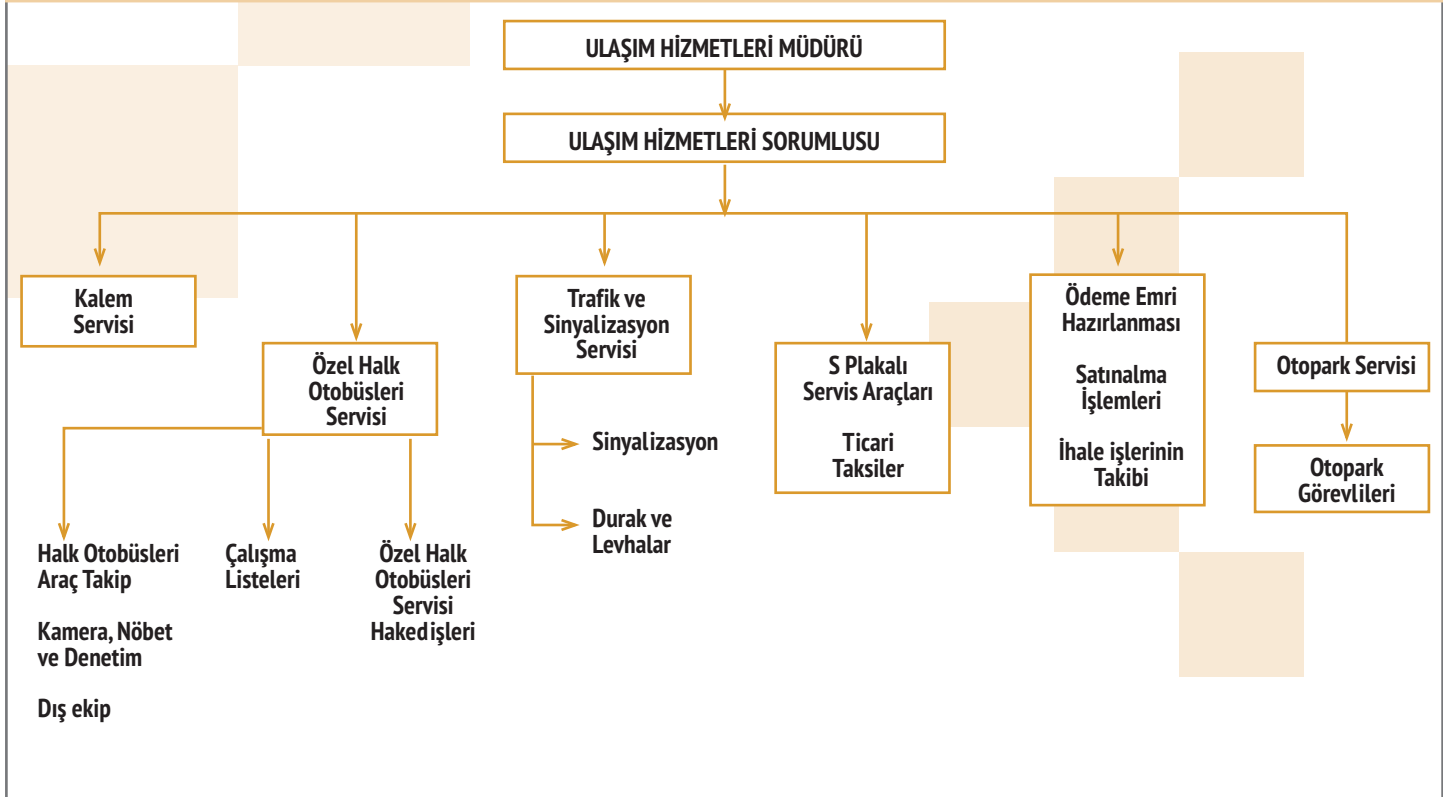 ULAŞIM HİZMETLERİ MÜDÜRÜ
ULAŞIM HİZMETLERİ SORUMLUSU
Kalem
Servisi
Özel Halk
Otobüsleri
Servisi
Halk Otobüsleri
Araç Takip
Kamera, Nöbet
ve Denetim
Dış ekip
Çalışma
Listeleri
Özel Halk
Otobüsleri
Servisi
Hakedişleri
Trafik ve
Sinyalizasyon
Servisi
Sinyalizasyon
Durak ve
Levhalar
S Plakalı
Servis Araçları
Ticari
Taksiler
Ödeme Emri
Hazırlanması
Satınalma
İşlemleri
İhale işlerinin
Takibi
Otopark Servisi
Otopark
Görevlileri